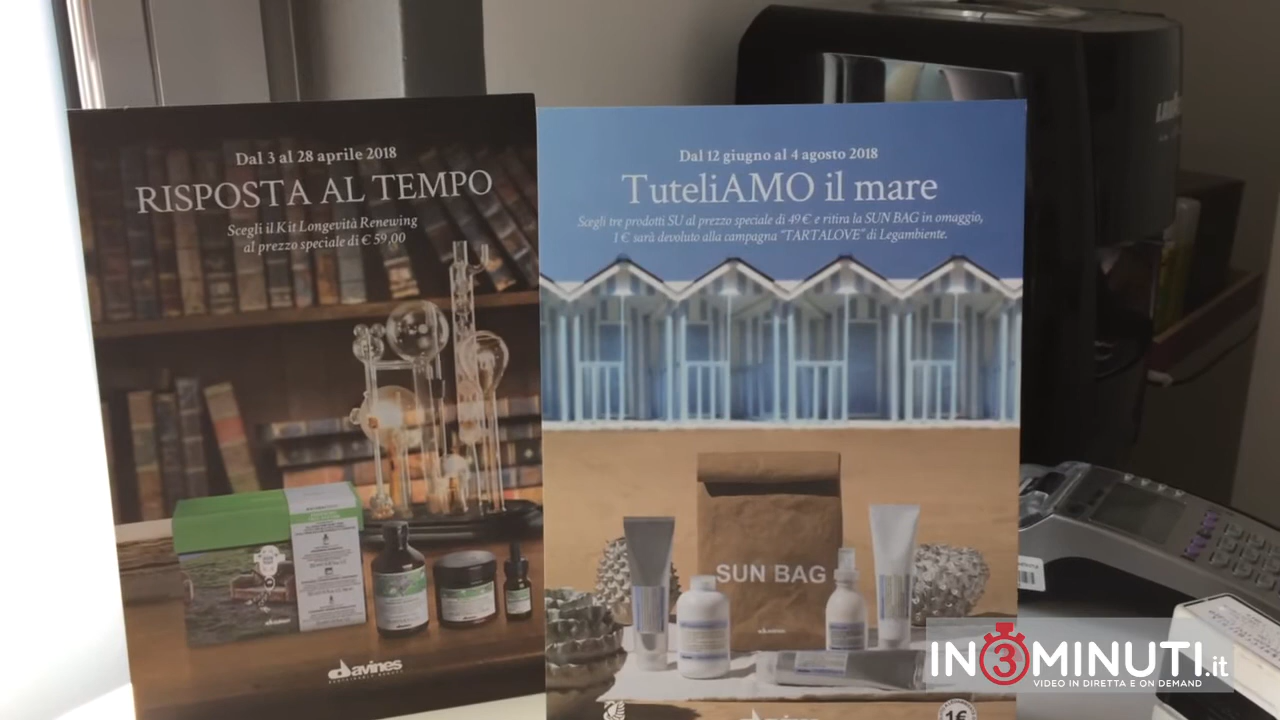 Dal 3 al 28 aprile 2018
RISPOSTA AL TEMPO
Scegli il Kit Longevità Renewing
al prezzo speciale di € 59,00
davines
Dal 12 giugno al 4 agosto 2018
TuteliAMO il mare
Scegli tre prodotti SU al prezzo speciale di 49 € e ritira la SUN BAG in omaggio,
1 € sarà devoluto alla campagna “TARTALOVE” di Legambiente.
SUN BAG
davines
1€
IN3MINUTI.it
VIDEO IN DIRETTA E ON DEMAND